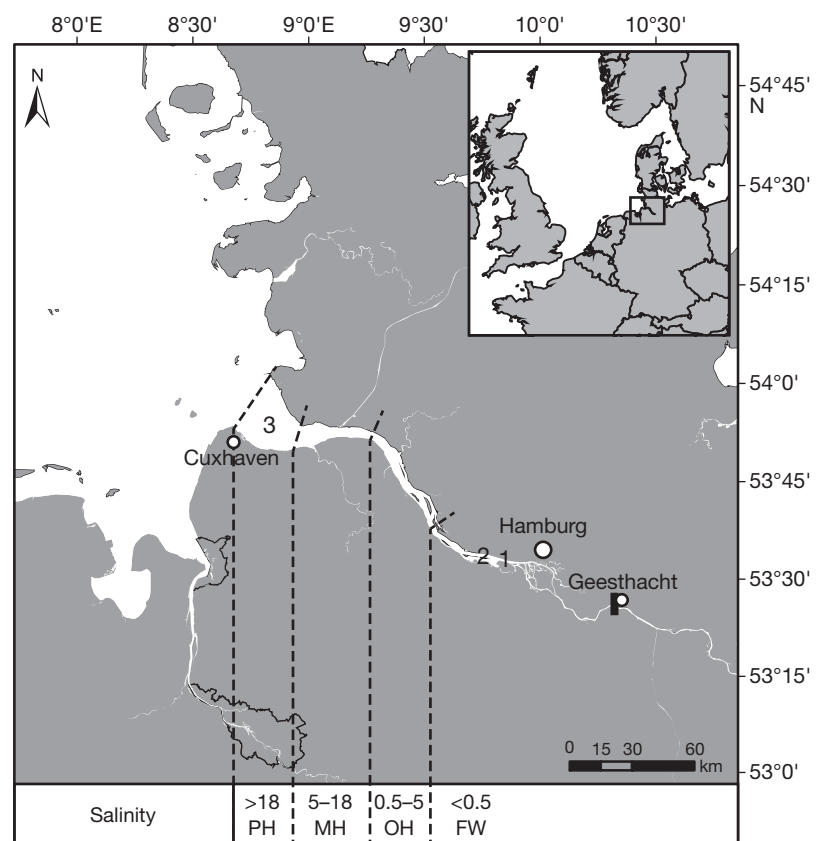 8°0'E 8°30' 9°0'E 9°30' 10°0' 10°30'
N
54°45'
N
54°30'
54°15'
54°0'
3
Cuxhaven
53°45'
Hamburg
2 1
53°30'
Geesthacht
53°15'
0 15 30 60
km
53°0'
Salinity >18 5–18 0.5–5 <0.5
PH MH OH FW